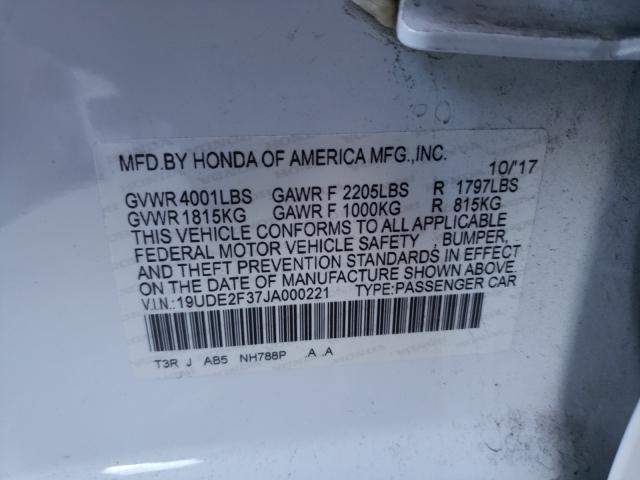 MFD.BY HONDA OF AMERICA MFG.,INC. 10/'17
GVWR 4001LBS GAWR F 2205LBS R 1797LBS
GVWR 1815KG GAWR F 1000KG R 815KG
THIS VEHICLE CONFORMS TO ALL APPLICABLE
FEDERAL MOTOR VEHICLE SAFETY , BUMPER,
AND THEFT PREVENTION STANDARDS IN EFFECT
ON THE DATE OF MANUFACTURE SHOWN ABOVE.
V.I.N.:19UDE2F37JA000221 TYPE:PASSENGER CAR
T3R J AB5 NH788P .A .A